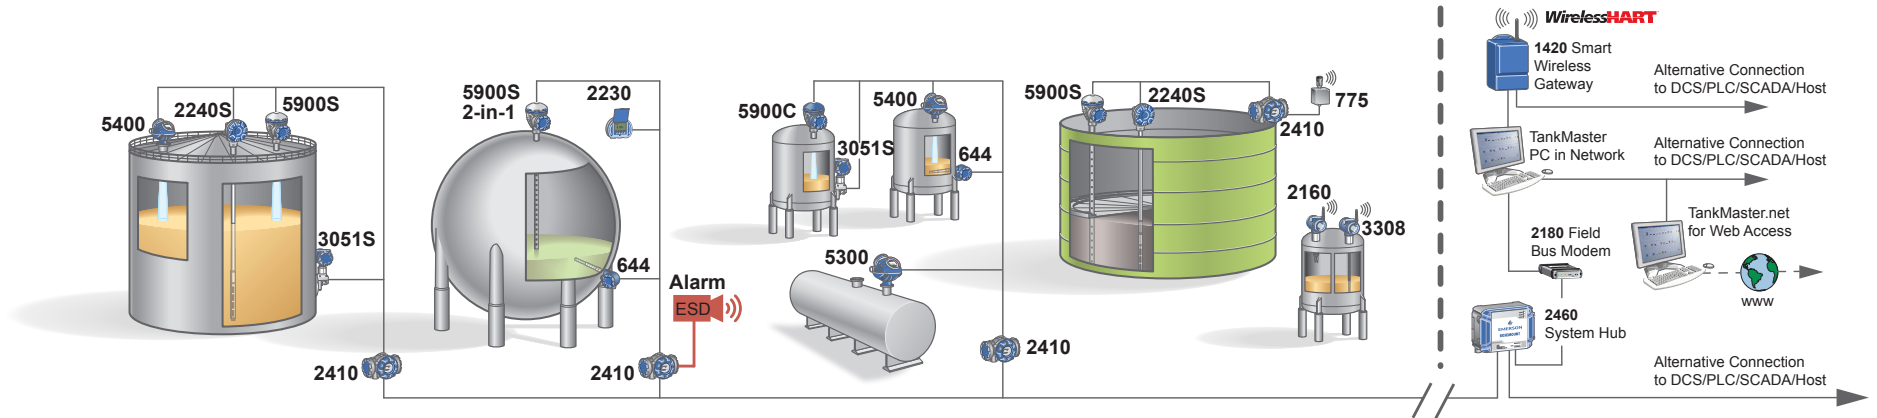 5400
2240S
5900S
3051S
2410
5900S
2-in-1
2230
644
Alarm
ESD
2410
5900C
3051S
5400
644
5300
2410
5900S
2240S
2410
775
2160
3308
WirelessHART
1420 Smart
Wireless
Gateway
Alternative Connection
to DCS/PLC/SCADA/Host
TankMaster
PC in Network
Alternative Connection
to DCS/PLC/SCADA/Host
TankMaster.net
for Web Access
www
2180 Field
Bus Modem
2460
System Hub
EMERSON
Alternative Connection
to DCS/PLC/SCADA/Host